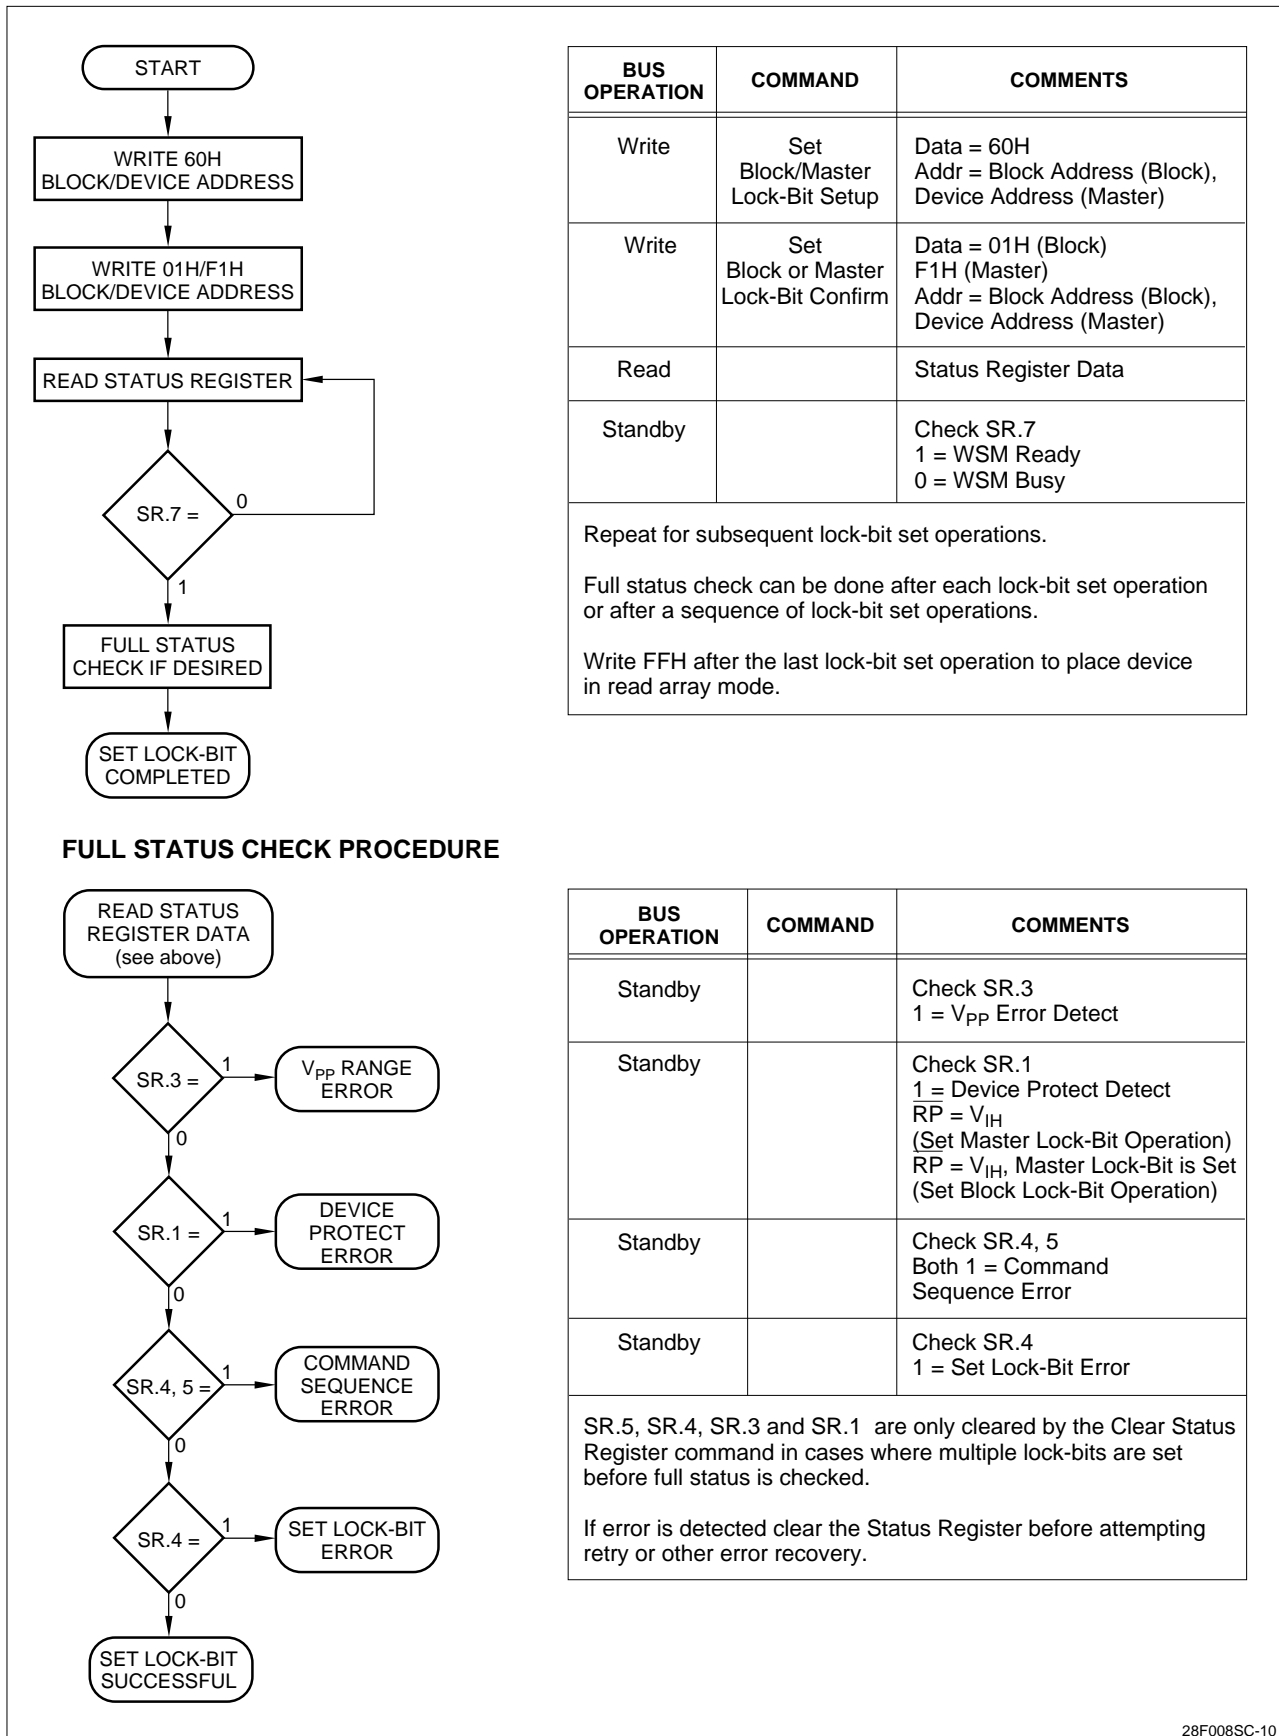 START
WRITE 60H
BLOCK/DEVICE ADDRESS
WRITE 01H/F1H
BLOCK/DEVICE ADDRESS
READ STATUS REGISTER
SR.7 =
0
1
FULL STATUS
CHECK IF DESIRED
SET LOCK-BIT
COMPLETED
BUS
OPERATION
COMMAND
COMMENTS
Write
Set
Block/Master
Lock-Bit Setup
Data = 60H
Addr = Block Address (Block),
Device Address (Master)
Write
Set
Block or Master
Lock-Bit Confirm
Data = 01H (Block)
F1H (Master)
Addr = Block Address (Block),
Device Address (Master)
Read
Status Register Data
Standby
Check SR.7
1 = WSM Ready
0 = WSM Busy
Repeat for subsequent lock-bit set operations.
Full status check can be done after each lock-bit set operation
or after a sequence of lock-bit set operations.
Write FFH after the last lock-bit set operation to place device
in read array mode.
FULL STATUS CHECK PROCEDURE
READ STATUS
REGISTER DATA
(see above)
SR.3 =
1
VPP RANGE
ERROR
0
SR.1 =
1
DEVICE
PROTECT
ERROR
0
SR.4, 5 =
1
COMMAND
SEQUENCE
ERROR
0
SR.4 =
1
SET LOCK-BIT
ERROR
0
SET LOCK-BIT
SUCCESSFUL
BUS
OPERATION
COMMAND
COMMENTS
Standby
Check SR.3
1 = VPP Error Detect
Standby
Check SR.1
1 = Device Protect Detect
R̅P̅ = VIH
(Set Master Lock-Bit Operation)
R̅P̅ = VIH, Master Lock-Bit is Set
(Set Block Lock-Bit Operation)
Standby
Check SR.4, 5
Both 1 = Command
Sequence Error
Standby
Check SR.4
1 = Set Lock-Bit Error
SR.5, SR.4, SR.3 and SR.1 are only cleared by the Clear Status
Register command in cases where multiple lock-bits are set
before full status is checked.
If error is detected clear the Status Register before attempting
retry or other error recovery.
28F008SC-10